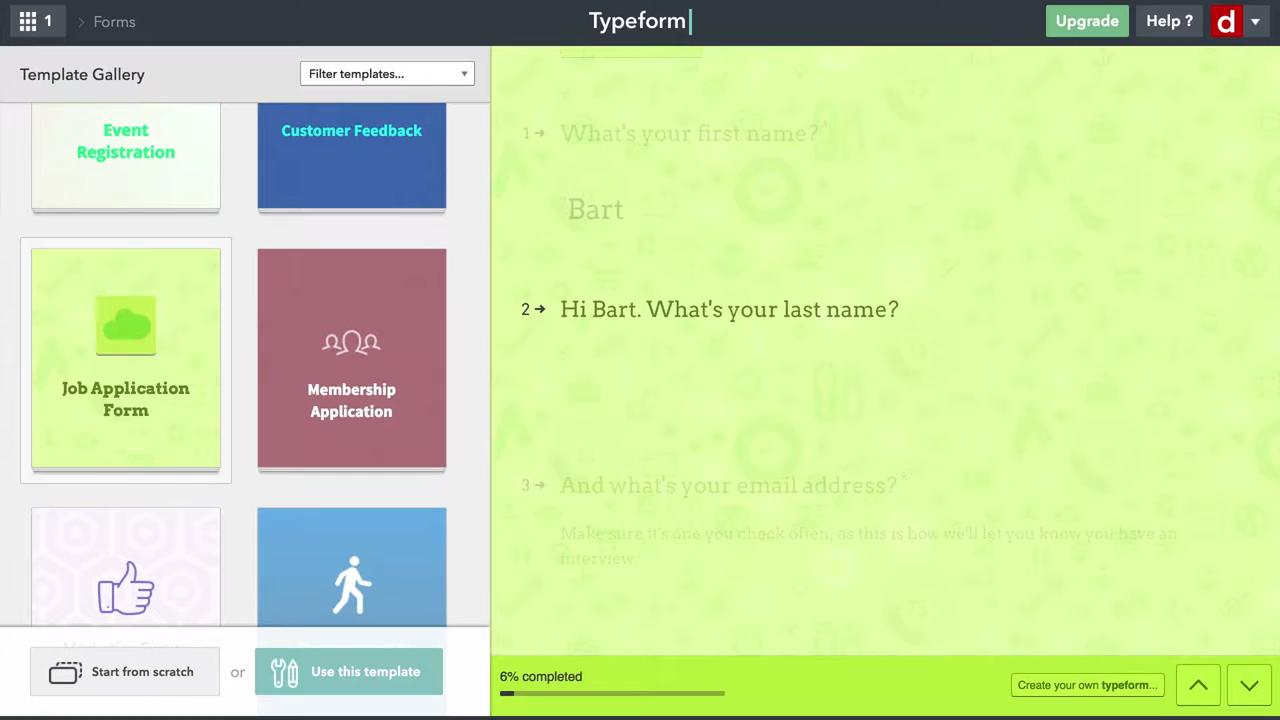 1
Forms
Typeform
Upgrade
Help ?
d
Template Gallery
Filter templates...
Event
Registration
Customer Feedback
Job Application
Form
Membership
Application
Start from scratch
or
Use this template
1
What's your first name? *
Bart
2
Hi Bart. What's your last name?
3
And what's your email address? *
Make sure it's one you check often, as this is how we'll let you know you have an
interview.
6% completed
Create your own typeform...